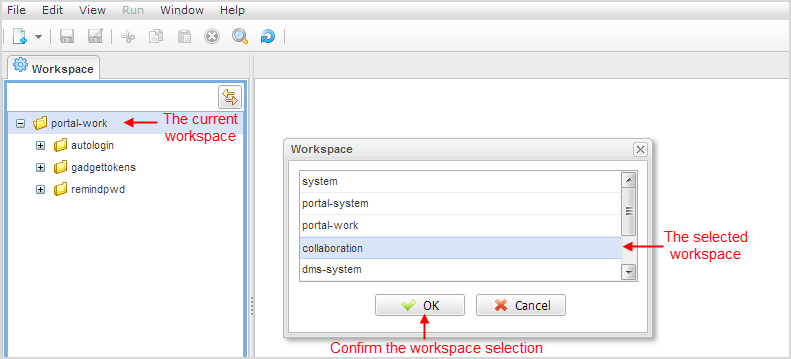 File Edit View Run Window Help
Workspace
portal-work
The current
workspace
autologin
gadgettokens
remindpwd
Workspace
system
portal-system
portal-work
collaboration
dms-system
The selected
workspace
OK
Cancel
Confirm the workspace selection